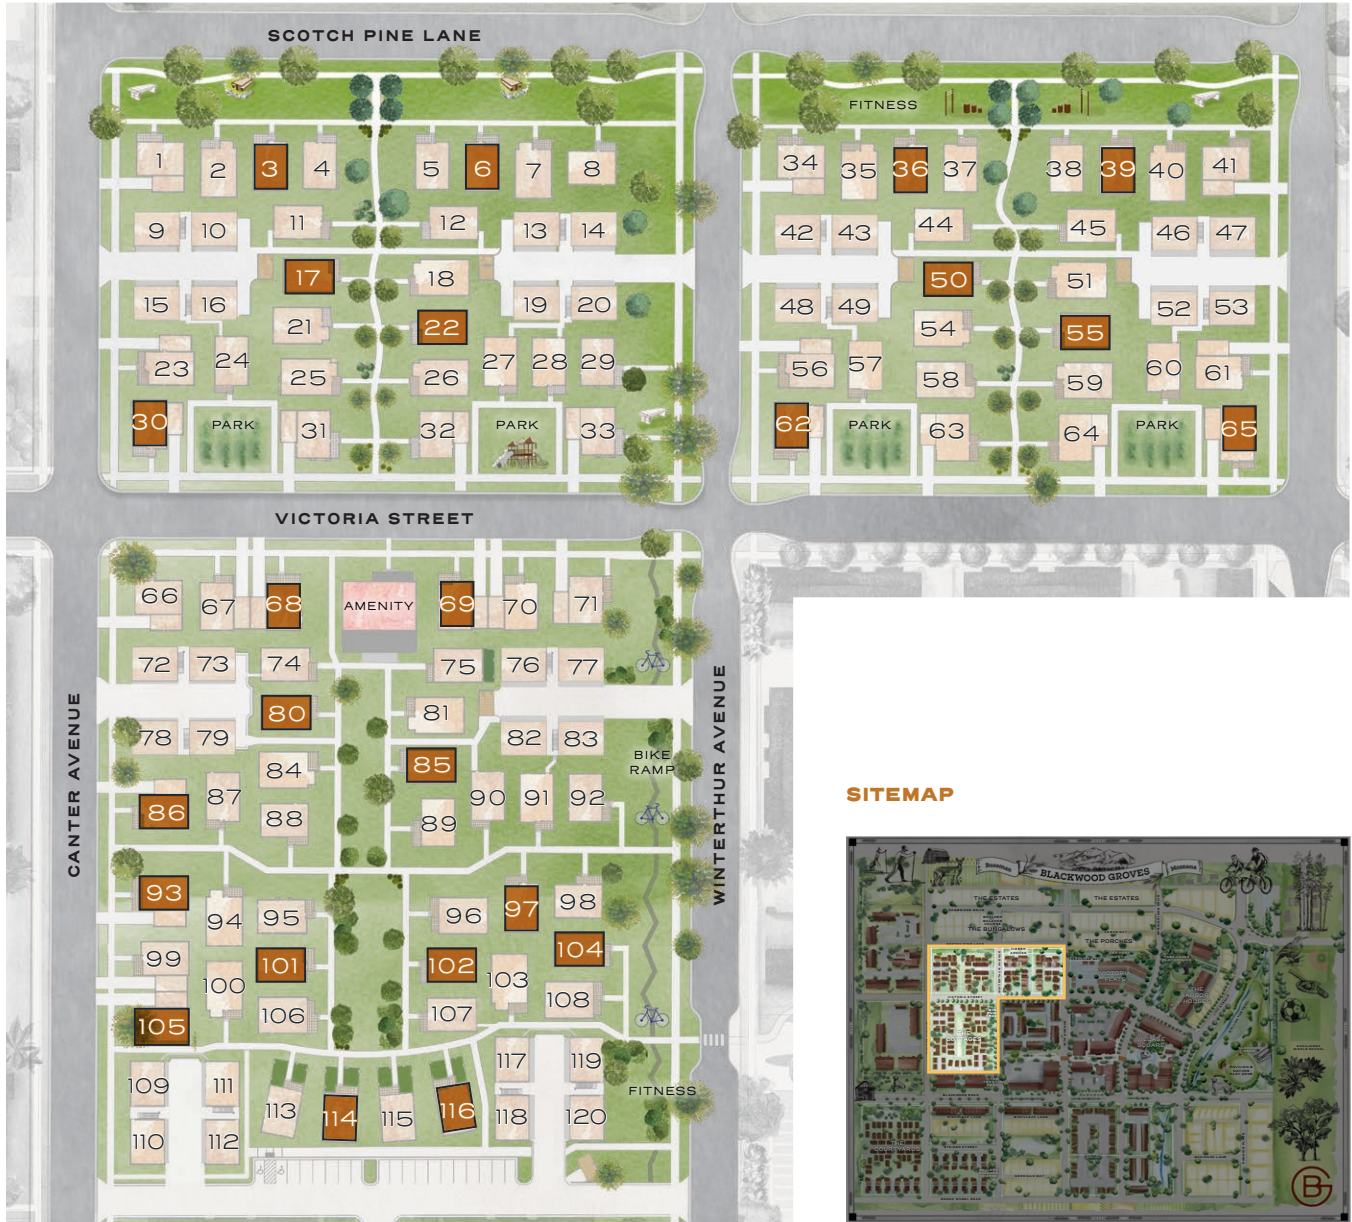 SCOTCH PINE LANE
FITNESS
1 2 3 4 5 6 7 8
34 35 36 37 38 39 40 41
9 10 11 12 13 14
42 43 44 45 46 47
17 18
50 51
15 16 19 20
48 49 52 53
21 22
54 55
23 24 25 26 27 28 29
56 57 58 59 60 61
30 PARK 31 32 PARK 33
62 PARK 63 64 PARK 65
VICTORIA STREET
66 67 68 AMENITY 69 70 71
72 73 74 75 76 77
80 81
78 79 82 83
84 85
BIKE
RAMP
86 87 88 89 90 91 92
CANTER AVENUE
WINTERTHUR AVENUE
93 94 95 96 97 98
99 100 101 102 103 104
105 106 107 108
109 111 117 119
113 114 115 116
FITNESS
110 112 118 120
SITEMAP
Bozeman
BLACKWOOD GROVES
Montana
THE ESTATES
THE ESTATES
THE BUNGALOWS
THE PORCHES